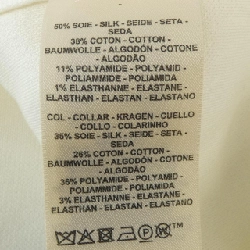 50% SOIE - SILK - SEIDE - SETA -
SEDA
38% COTON - COTTON -
BAUMWOLLE - ALGODÓN - COTONE
- ALGODÃO
11% POLYAMIDE - POLYAMID -
POLIAMMIDE - POLIAMIDA
1% ELASTHANNE - ELASTANE -
ELASTHAN - ELASTAN - ELASTANO
COL - COLLAR - KRAGEN - CUELLO
- COLLO - COLARINHO
35% SOIE - SILK - SEIDE - SETA -
SEDA
26% COTON - COTTON -
BAUMWOLLE - ALGODÓN - COTONE
- ALGODÃO
36% POLYAMIDE - POLYAMID -
POLIAMMIDE - POLIAMIDA
3% ELASTHANNE - ELASTANE -
ELASTHAN - ELASTAN - ELASTANO